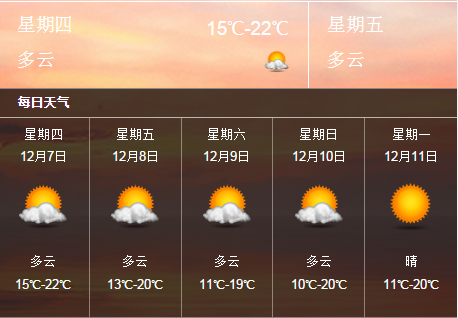 星期四
15℃-22℃
多云
星期五
多云
每日天气
星期四 星期五 星期六 星期日 星期一
12月7日 12月8日 12月9日 12月10日 12月11日
多云 多云 多云 多云 晴
15℃-22℃ 13℃-20℃ 11℃-19℃ 10℃-20℃ 11℃-20℃